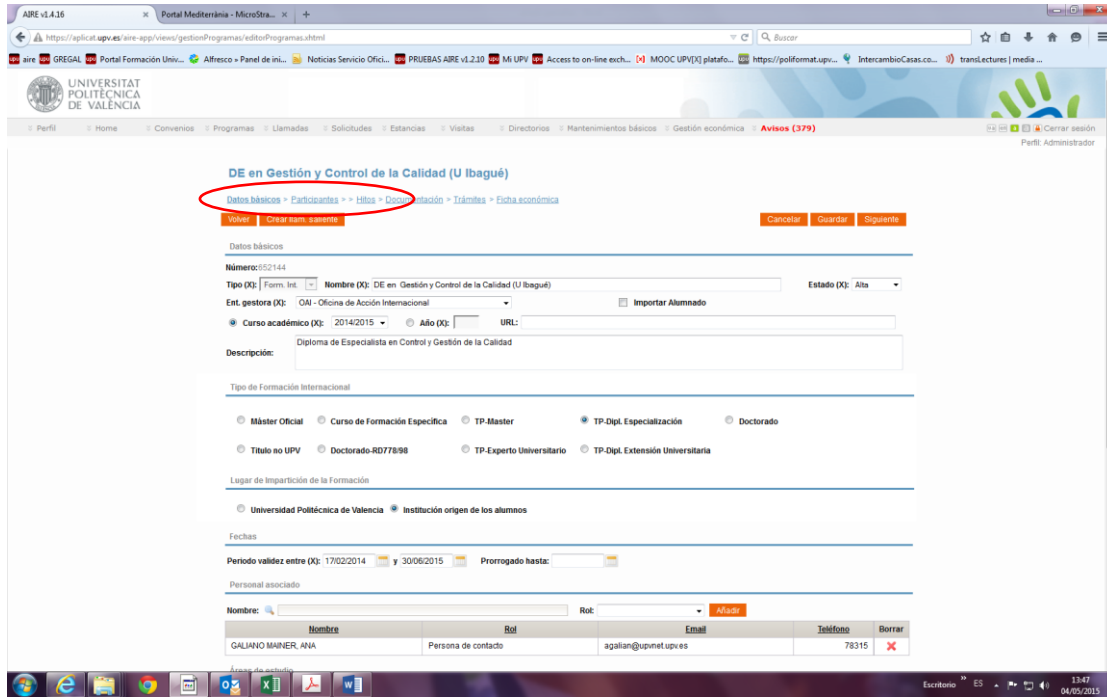 AIRE v1.4.16 × Portal Mediterrània - MicroStra... × +
https://aplicat.upv.es/aire-app/views/gestionProgramas/editorProgramas.xhtml Buscar
aire GREGAL Portal Formación Univ... Alfresco » Panel de ini... Noticias Servicio Ofici... PRUEBAS AIRE v1.2.10 Mi UPV Access to on-line exch... MOOC UPV[X] platafo... https://poliformat.upv... IntercambioCasas.co... transLectures | media ...
UNIVERSITAT
POLITÈCNICA
DE VALÈNCIA
Perfil Home Convenios Programas Llamadas Solicitudes Estancias Visitas Directorios Mantenimientos básicos Gestión económica Avisos (379) Cerrar sesión
Perfil: Administrador
DE en Gestión y Control de la Calidad (U Ibagué)
Datos básicos > Participantes > > Hitos > Documentación > Trámites > Ficha económica
Volver Crear llam. saliente Cancelar Guardar Siguiente
Datos básicos
Número:652144
Tipo (X): Form. Int. Nombre (X): DE en Gestión y Control de la Calidad (U Ibagué) Estado (X): Alta
Ent. gestora (X): OAI - Oficina de Acción Internacional Importar Alumnado
Curso académico (X): 2014/2015 Año (X): URL:
Diploma de Especialista en Control y Gestión de la Calidad
Descripción:
Tipo de Formación Internacional
Máster Oficial Curso de Formación Específica TP-Master TP-Dipl. Especialización Doctorado
Titulo no UPV Doctorado-RD778/98 TP-Experto Universitario TP-Dipl. Extensión Universitaria
Lugar de Impartición de la Formación
Universidad Politécnica de Valencia Institución origen de los alumnos
Fechas
Periodo validez entre (X): 17/02/2014 y 30/06/2015 Prorrogado hasta:
Personal asociado
Nombre: Rol: Añadir
Nombre Rol Email Teléfono Borrar
GALIANO MAINER, ANA Persona de contacto agalian@upvnet.upv.es 78315
Áreas de estudio
Escritorio » ES 13:47
04/05/2015